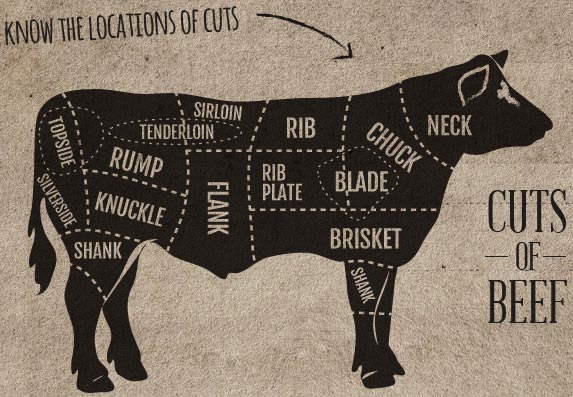 KNOW THE LOCATIONS OF CUTS
SIRLOIN
TENDERLOIN
TOPSIDE
RUMP
RIB
CHUCK
NECK
SILVERSIDE
KNUCKLE
FLANK
RIB
PLATE
BLADE
SHANK
BRISKET
SHANK
CUTS
OF
BEEF